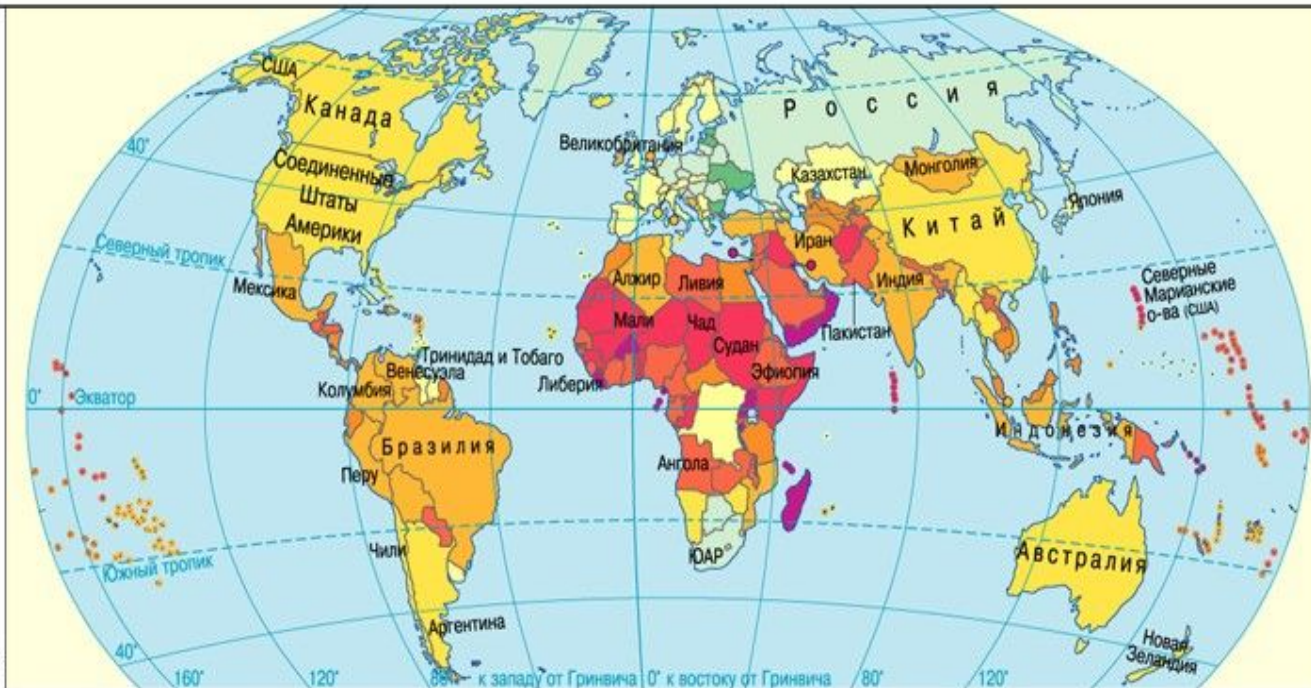 США
Канада
40°
Соединенные
Штаты
Америки
Северный тропик
Мексика
Тринидад и Тобаго
Венесуэла
Колумбия
0°
Экватор
Бразилия
Перу
Чили
Южный тропик
Аргентина
40°
Великобритания
Россия
Казахстан
Монголия
Япония
Китай
Иран
Индия
Пакистан
Алжир
Ливия
Мали
Чад
Судан
Эфиопия
Либерия
Ангола
ЮАР
Северные
Марианские
о-ва (США)
Индонезия
Австралия
Новая
Зеландия
160°
120°
80°
к западу от Гринвича
0°
к востоку от Гринвича
80°
120°